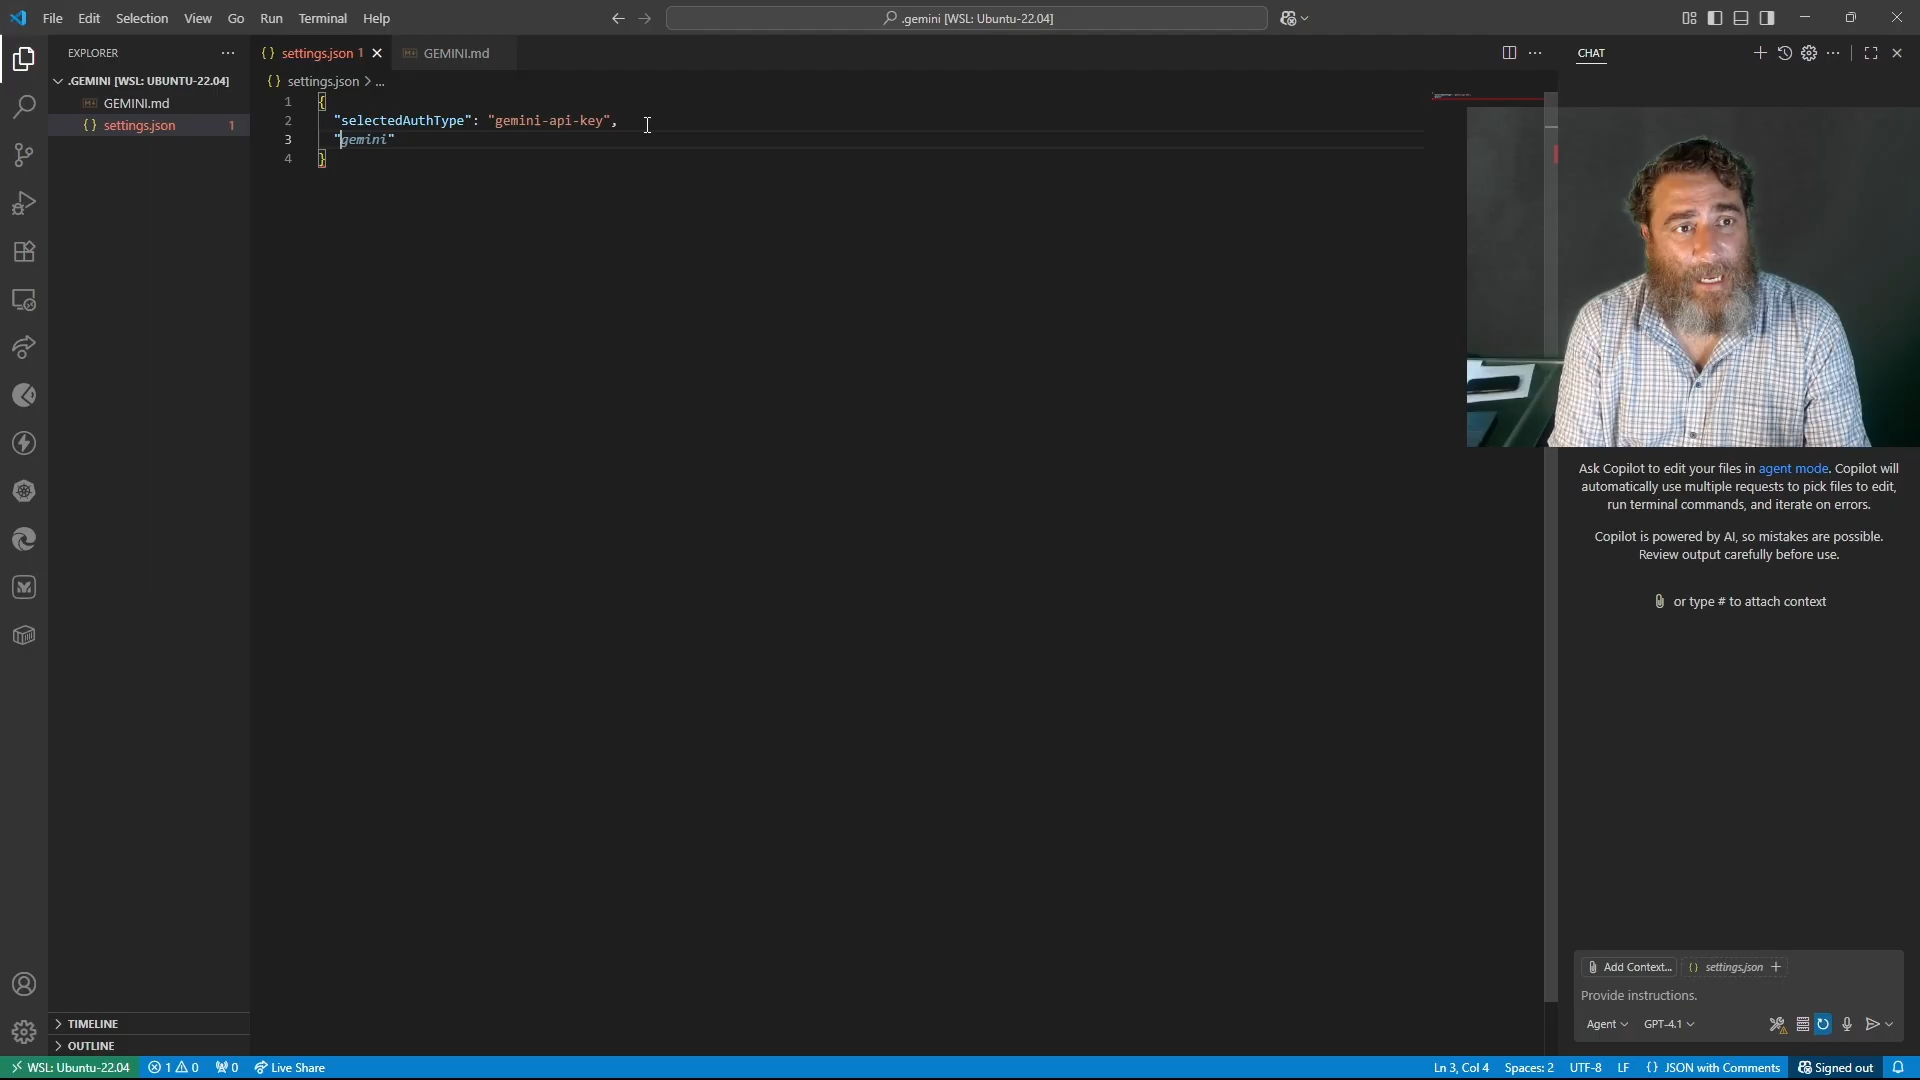 File Edit Selection View Go Run Terminal Help
.gemini [WSL: Ubuntu-22.04]
EXPLORER
.GEMINI [WSL: UBUNTU-22.04]
GEMINI.md
{} settings.json 1
TIMELINE
OUTLINE
{} settings.json 1
GEMINI.md
{} settings.json > ...
1 {
2 "selectedAuthType": "gemini-api-key",
3 "gemini"
4 }
CHAT
Ask Copilot to edit your files in agent mode. Copilot will
automatically use multiple requests to pick files to edit,
run terminal commands, and iterate on errors.
Copilot is powered by AI, so mistakes are possible.
Review output carefully before use.
or type # to attach context
Add Context... {} settings.json +
Provide instructions.
Agent GPT-4.1
WSL: Ubuntu-22.04 1 0 0 Live Share
Ln 3, Col 4 Spaces: 2 UTF-8 LF {} JSON with Comments Signed out